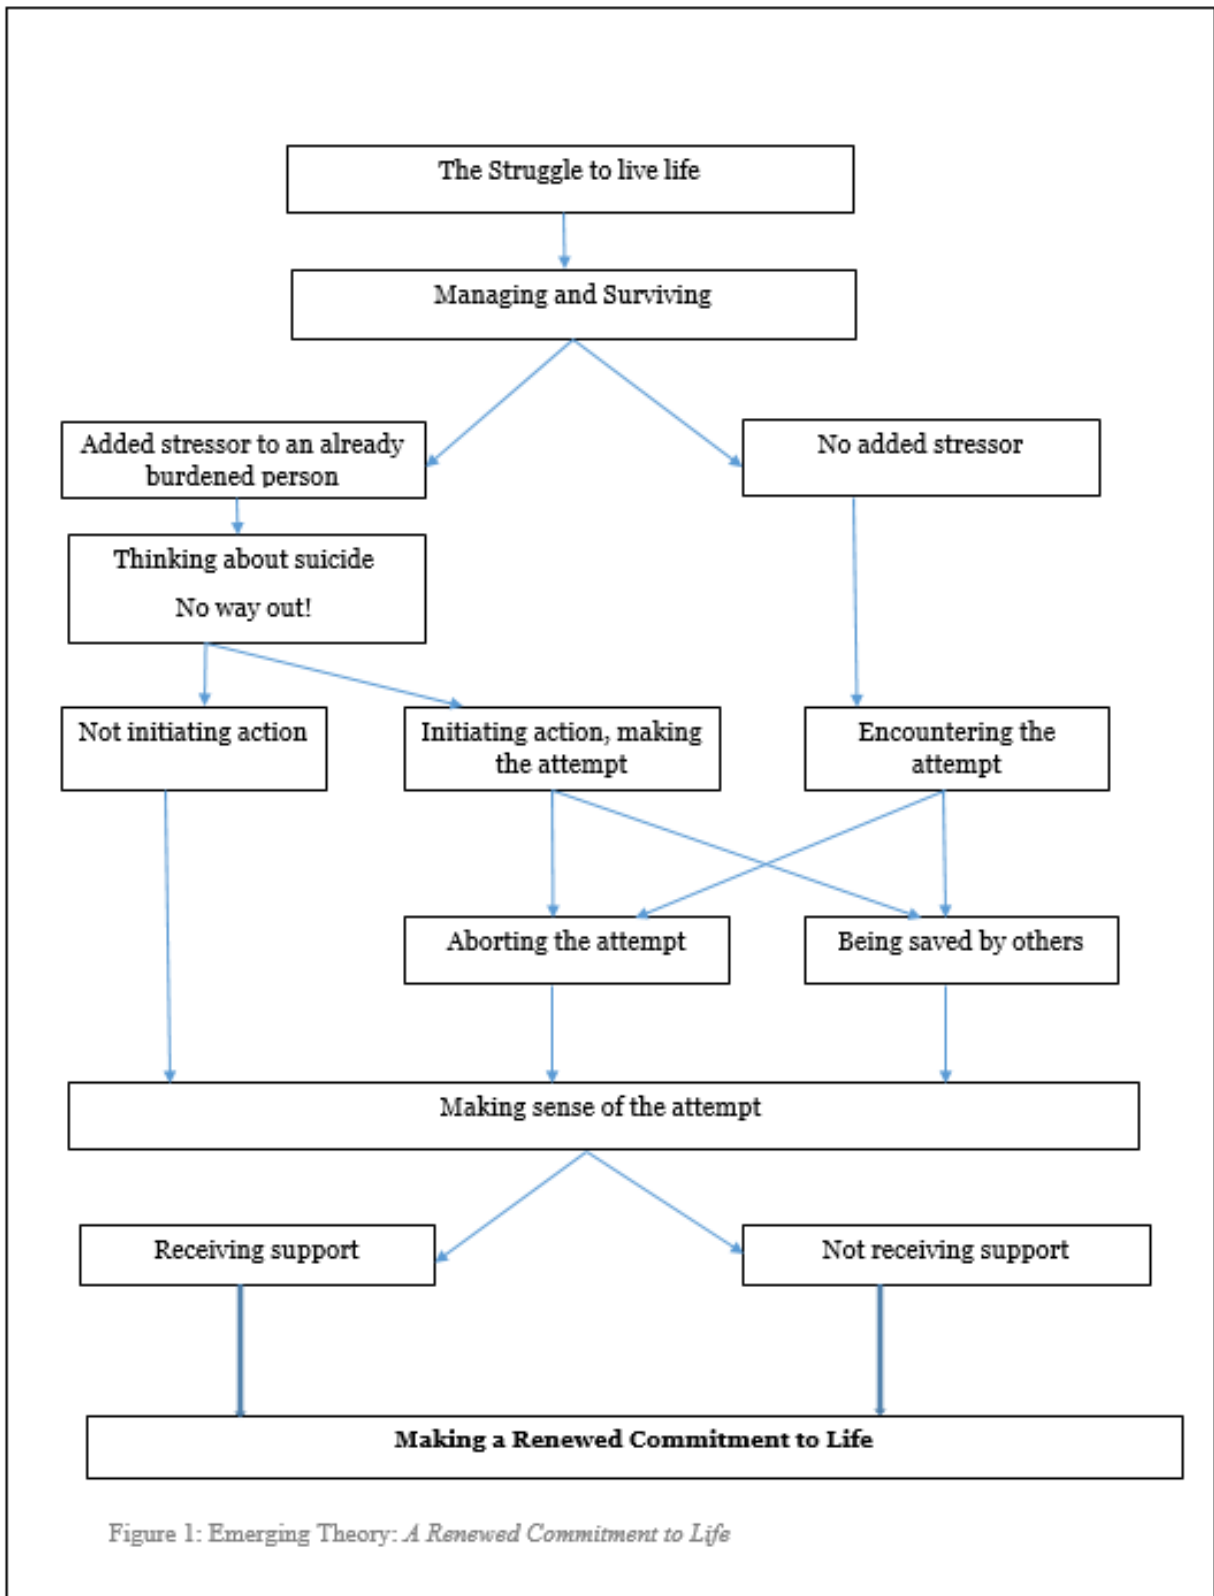 The Struggle to live life
Managing and Surviving
Added stressor to an already
burdened person
No added stressor
Thinking about suicide
No way out!
Not initiating action
Initiating action, making
the attempt
Encountering the
attempt
Aborting the attempt
Being saved by others
Making sense of the attempt
Receiving support
Not receiving support
Making a Renewed Commitment to Life
Figure 1: Emerging Theory: A Renewed Commitment to Life